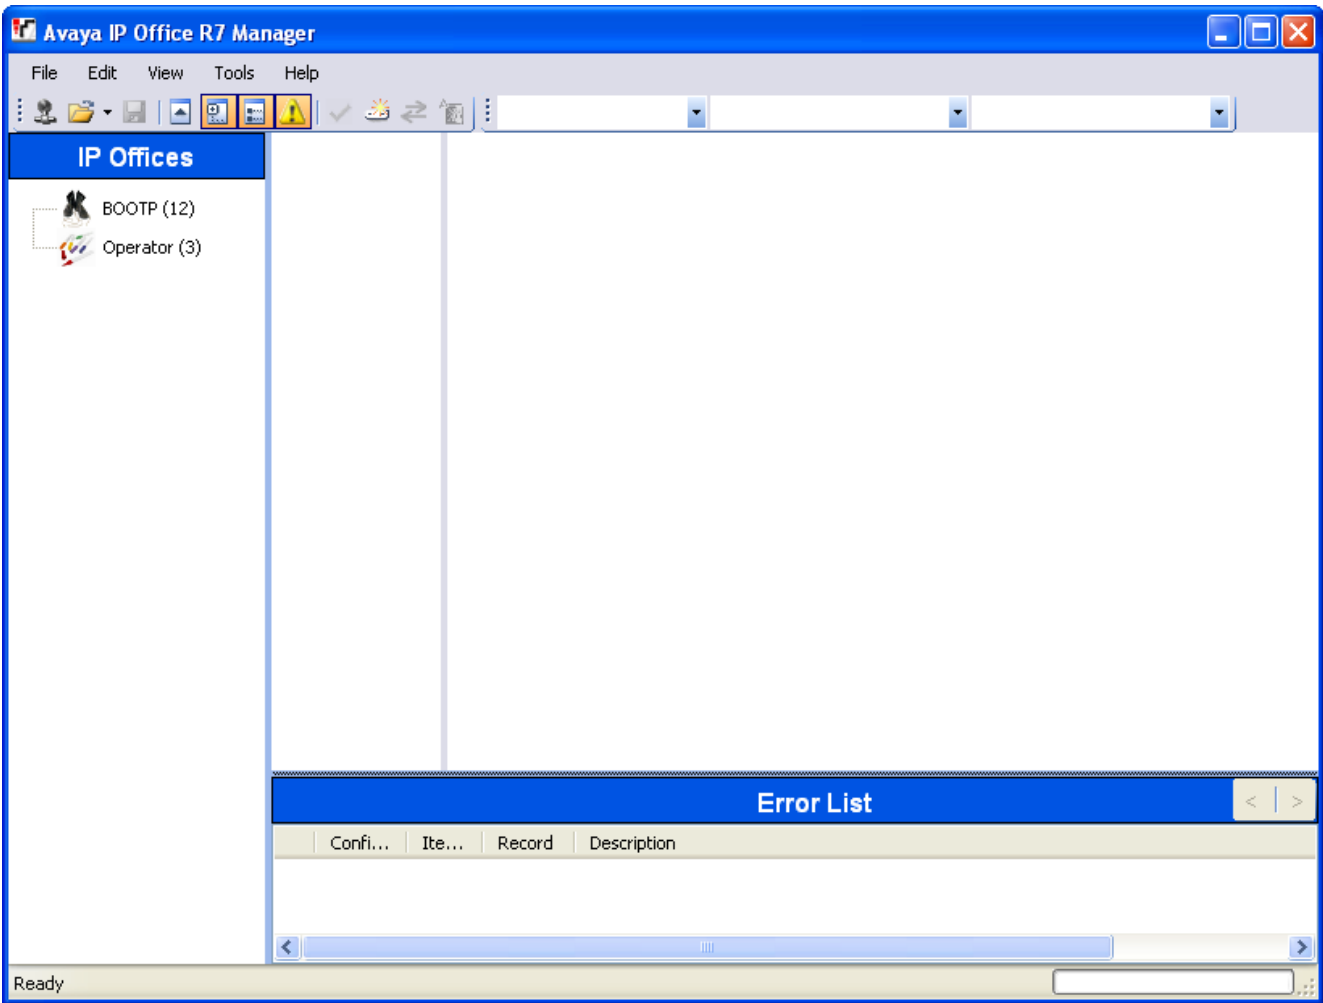 Avaya IP Office R7 Manager
File Edit View Tools Help
IP Offices
BOOTP (12)
Operator (3)
Error List
< >
Confi... Ite... Record Description
Ready